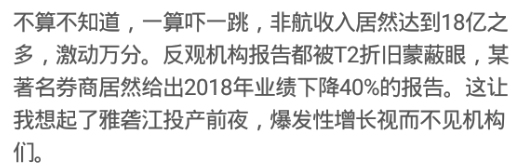 不算不知道，一算吓一跳，非航收入居然达到18亿之
多，激动万分。反观机构报告都被T2折旧蒙蔽眼，某
著名券商居然给出2018年业绩下降40%的报告。这让
我想起了雅砻江投产前夜，爆发性增长视而不见机构
们。